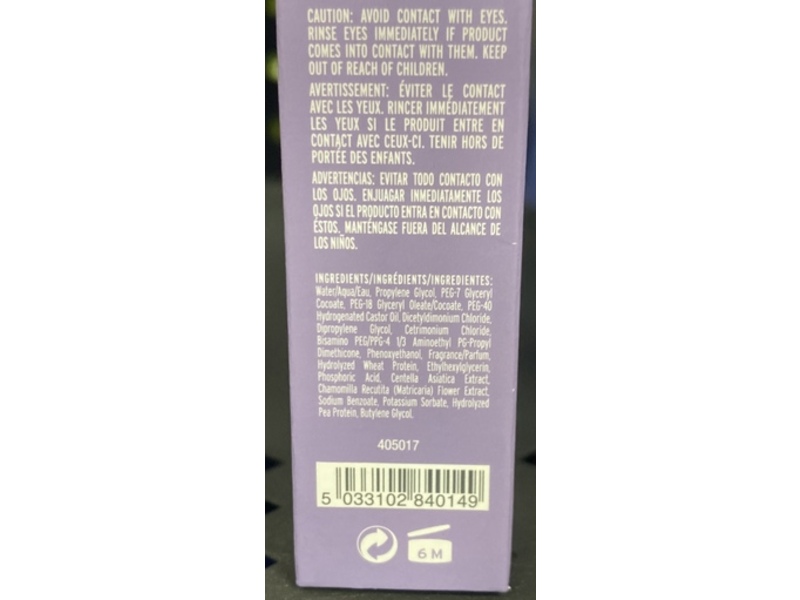 CAUTION: AVOID CONTACT WITH EYES.
RINSE EYES IMMEDIATELY IF PRODUCT
COMES INTO CONTACT WITH THEM. KEEP
OUT OF REACH OF CHILDREN.
AVERTISSEMENT: ÉVITER LE CONTACT
AVEC LES YEUX. RINCER IMMÉDIATEMENT
LES YEUX SI LE PRODUIT ENTRE EN
CONTACT AVEC CEUX-CI. TENIR HORS DE
PORTÉE DES ENFANTS.
ADVERTENCIAS: EVITAR TODO CONTACTO CON
LOS OJOS. ENJUAGAR INMEDIATAMENTE LOS
OJOS SI EL PRODUCTO ENTRA EN CONTACTO CON
ÉSTOS. MANTÉNGASE FUERA DEL ALCANCE DE
LOS NIÑOS.
INGREDIENTS/INGRÉDIENTS/INGREDIENTES:
Water/Aqua/Eau, Propylene Glycol, PEG-7 Glyceryl
Cocoate, PEG-18 Glyceryl Oleate/Cocoate, PEG-40
Hydrogenated Castor Oil, Dicetyldimonium Chloride,
Dipropylene Glycol, Cetrimonium Chloride,
Bisamino PEG/PPG-4 1/3 Aminoethyl PG-Propyl
Dimethicone, Phenoxyethanol, Fragrance/Parfum,
Hydrolyzed Wheat Protein, Ethylhexylglycerin,
Phosphoric Acid, Centella Asiatica Extract,
Chamomilla Recutita (Matricaria) Flower Extract,
Sodium Benzoate, Potassium Sorbate, Hydrolyzed
Pea Protein, Butylene Glycol.
405017
5 033102 840149
6 M